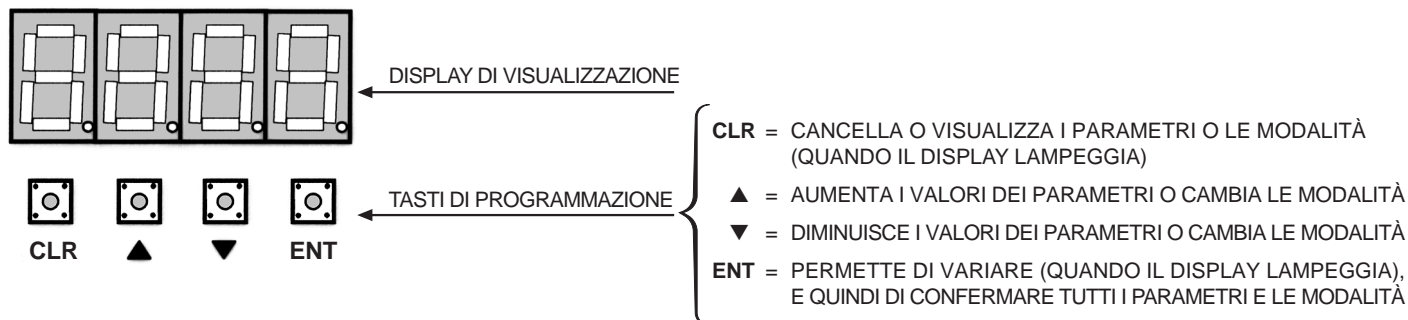 DISPLAY DI VISUALIZZAZIONE
TASTI DI PROGRAMMAZIONE
CLR ▲ ▼ ENT
CLR = CANCELLA O VISUALIZZA I PARAMETRI O LE MODALITÀ
(QUANDO IL DISPLAY LAMPEGGIA)
▲ = AUMENTA I VALORI DEI PARAMETRI O CAMBIA LE MODALITÀ
▼ = DIMINUISCE I VALORI DEI PARAMETRI O CAMBIA LE MODALITÀ
ENT = PERMETTE DI VARIARE (QUANDO IL DISPLAY LAMPEGGIA),
E QUINDI DI CONFERMARE TUTTI I PARAMETRI E LE MODALITÀ